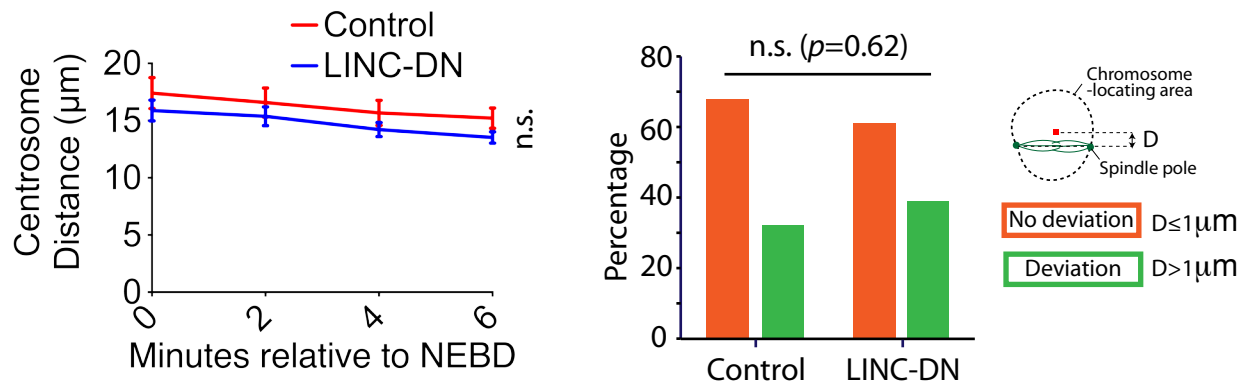 Control
LINC-DN
Centrosome
Distance (μm)
20
15
10
5
0
n.s.
0 2 4 6
Minutes relative to NEBD
n.s. (p=0.62)
Percentage
80
60
40
20
0
Control LINC-DN
Chromosome
-locating area
D
Spindle pole
No deviation D≤1μm
Deviation D>1μm